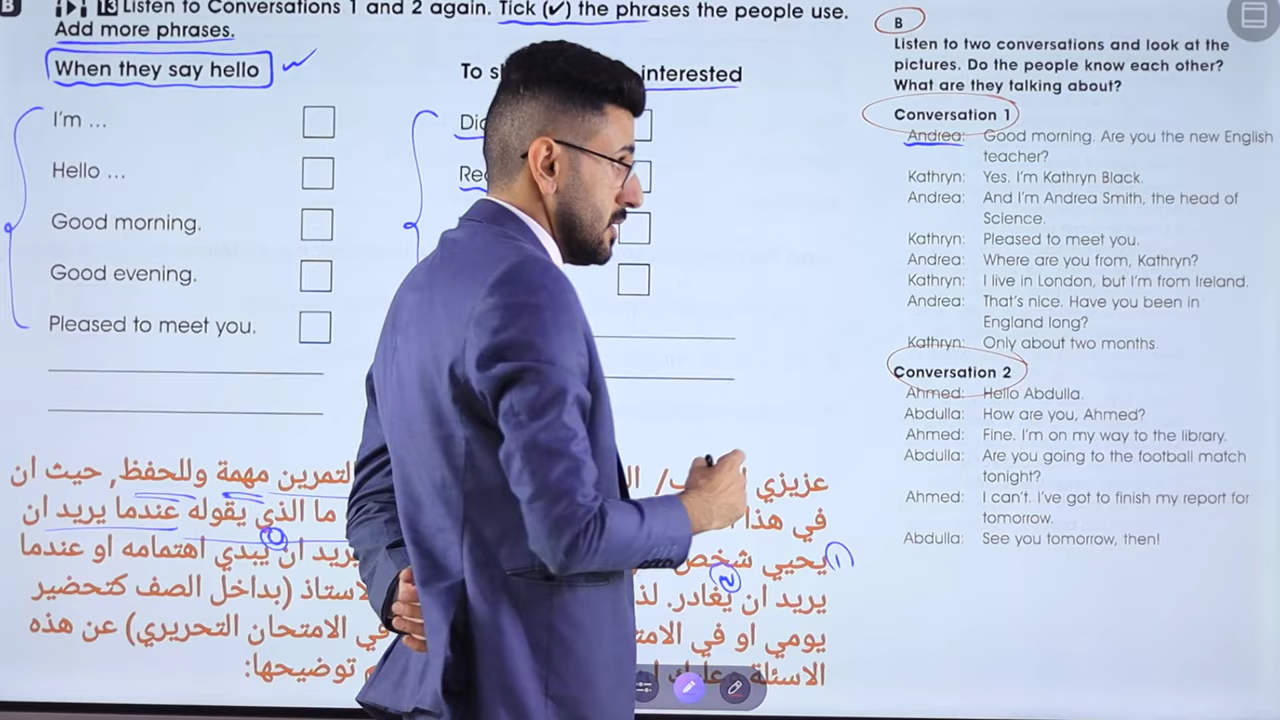 B 13 Listen to Conversations 1 and 2 again. Tick (✔) the phrases the people use.
Add more phrases.
When they say hello
I'm ...
Hello ...
Good morning.
Good evening.
Pleased to meet you.
interested
B
Listen to two conversations and look at the
pictures. Do the people know each other?
What are they talking about?
Conversation 1
Andrea: Good morning. Are you the new English
teacher?
Kathryn: Yes. I'm Kathryn Black.
Andrea: And I'm Andrea Smith, the head of
Science.
Kathryn: Pleased to meet you.
Andrea: Where are you from, Kathryn?
Kathryn: I live in London, but I'm from Ireland.
Andrea: That's nice. Have you been in
England long?
Kathryn: Only about two months.
Conversation 2
Ahmed: Hello Abdulla.
Abdulla: How are you, Ahmed?
Ahmed: Fine. I'm on my way to the library.
Abdulla: Are you going to the football match
tonight?
Ahmed: I can't. I've got to finish my report for
tomorrow.
Abdulla: See you tomorrow, then!
عزيزي التمرين مهمة وللحفظ, حيث ان
في هذا ما الذي يقوله عندما يريد ان
يحيي شخص يريد ان يبدي اهتمامه او عندما
يريد ان يغادر. الاستاذ (بداخل الصف كتحضير
يومي او في في الامتحان التحريري) عن هذه
الاسئلة توضيحها: